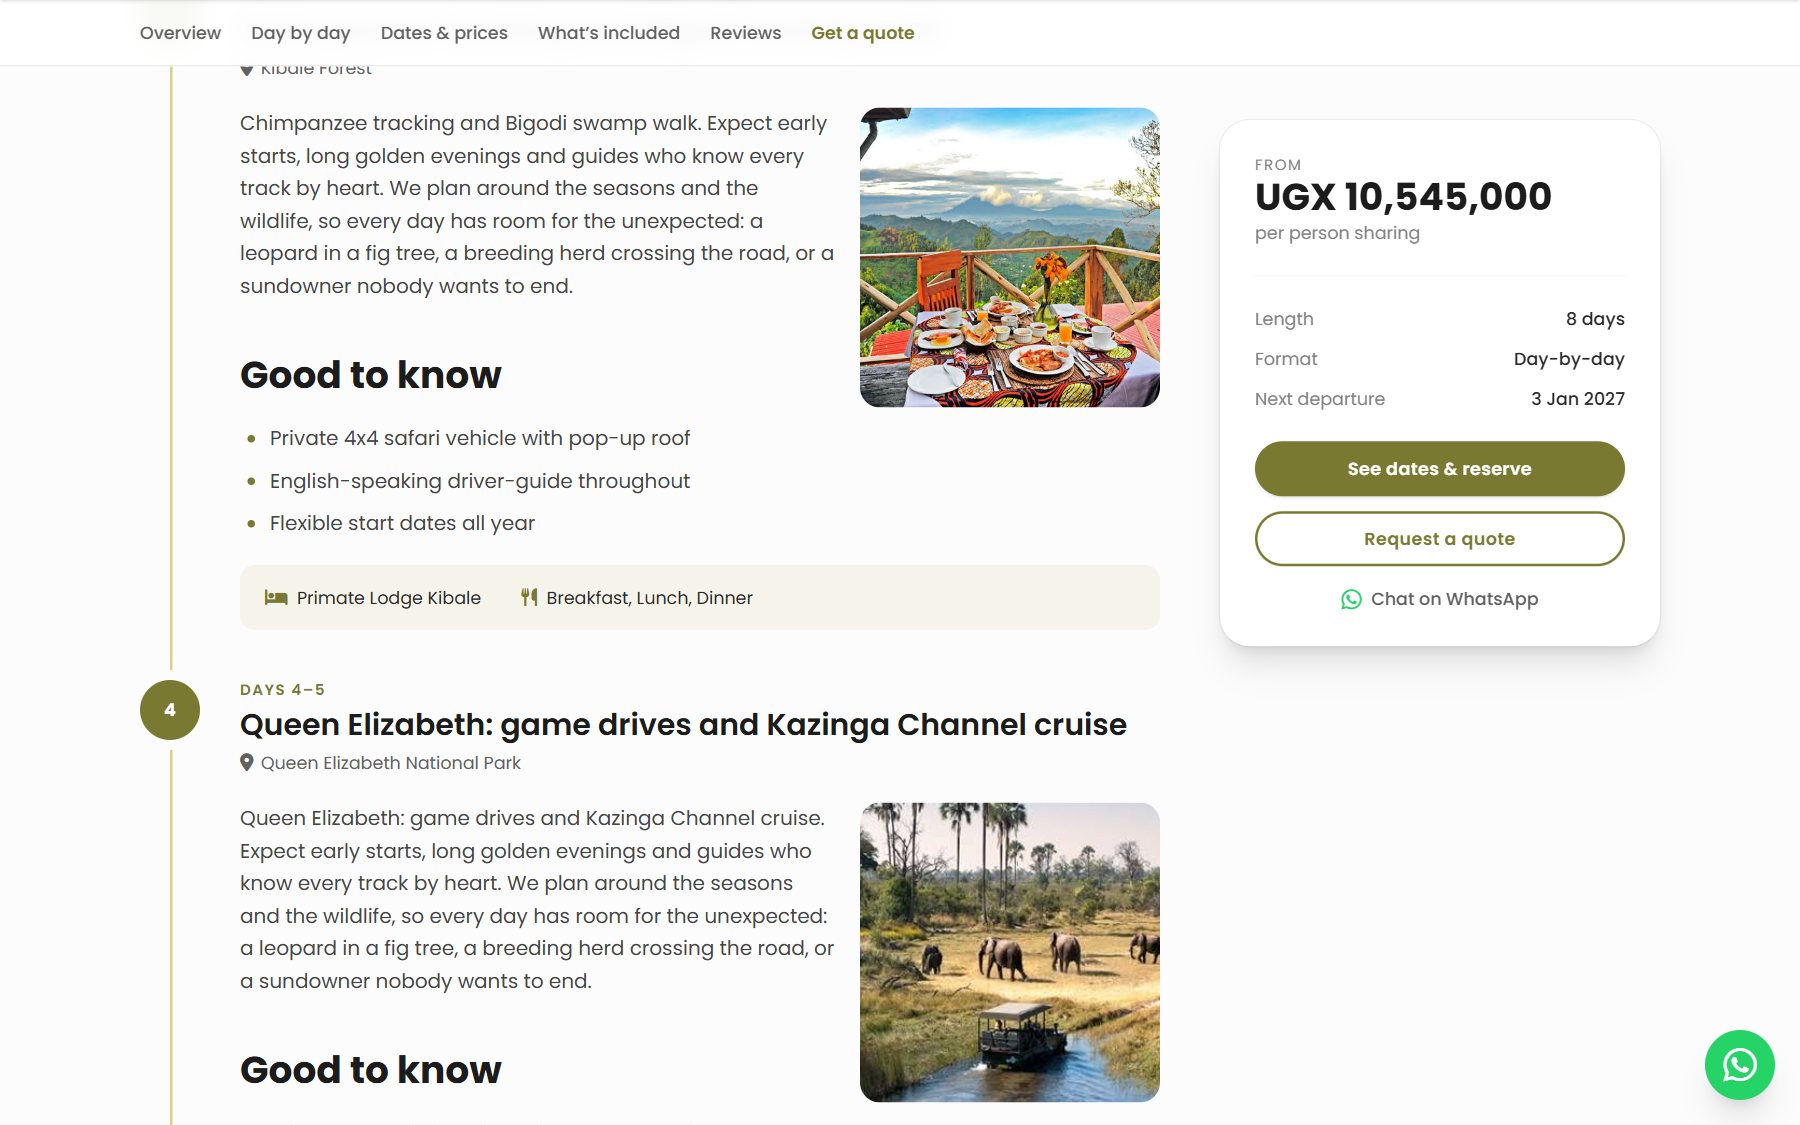 Overview Day by day Dates & prices What's included Reviews Get a quote
Kibale Forest
Chimpanzee tracking and Bigodi swamp walk. Expect early
starts, long golden evenings and guides who know every
track by heart. We plan around the seasons and the
wildlife, so every day has room for the unexpected: a
leopard in a fig tree, a breeding herd crossing the road, or a
sundowner nobody wants to end.
Good to know
Private 4x4 safari vehicle with pop-up roof
English-speaking driver-guide throughout
Flexible start dates all year
Primate Lodge Kibale Breakfast, Lunch, Dinner
4
DAYS 4–5
Queen Elizabeth: game drives and Kazinga Channel cruise
Queen Elizabeth National Park
Queen Elizabeth: game drives and Kazinga Channel cruise.
Expect early starts, long golden evenings and guides who
know every track by heart. We plan around the seasons
and the wildlife, so every day has room for the unexpected:
a leopard in a fig tree, a breeding herd crossing the road, or
a sundowner nobody wants to end.
Good to know
FROM
UGX 10,545,000
per person sharing
Length 8 days
Format Day-by-day
Next departure 3 Jan 2027
See dates & reserve
Request a quote
Chat on WhatsApp